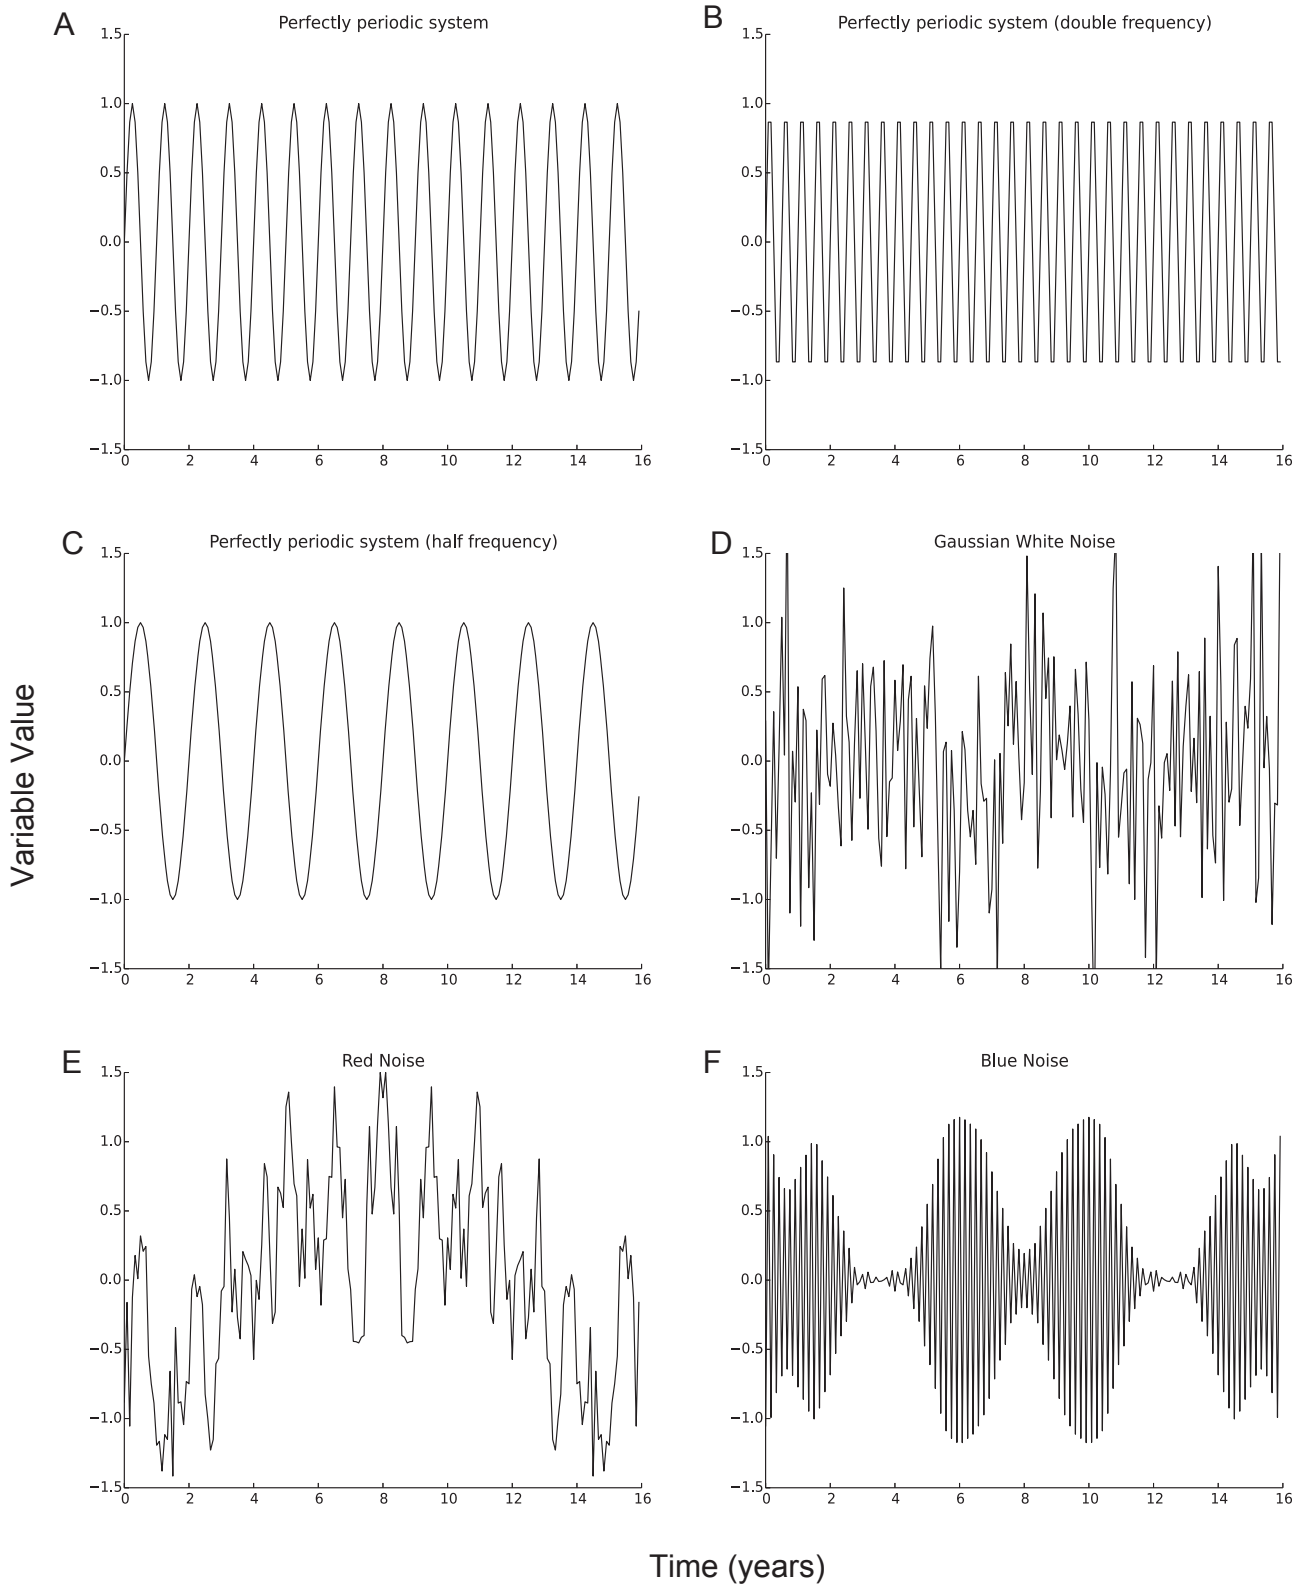 A
Perfectly periodic system
1.5
1.0
0.5
0.0
−0.5
−1.0
−1.5
0 2 4 6 8 10 12 14 16
B
Perfectly periodic system (double frequency)
1.5
1.0
0.5
0.0
−0.5
−1.0
−1.5
0 2 4 6 8 10 12 14 16
C
Perfectly periodic system (half frequency)
1.5
1.0
0.5
0.0
−0.5
−1.0
−1.5
0 2 4 6 8 10 12 14 16
D
Gaussian White Noise
1.5
1.0
0.5
0.0
−0.5
−1.0
−1.5
0 2 4 6 8 10 12 14 16
Variable Value
E
Red Noise
1.5
1.0
0.5
0.0
−0.5
−1.0
−1.5
0 2 4 6 8 10 12 14 16
F
Blue Noise
1.5
1.0
0.5
0.0
−0.5
−1.0
−1.5
0 2 4 6 8 10 12 14 16
Time (years)